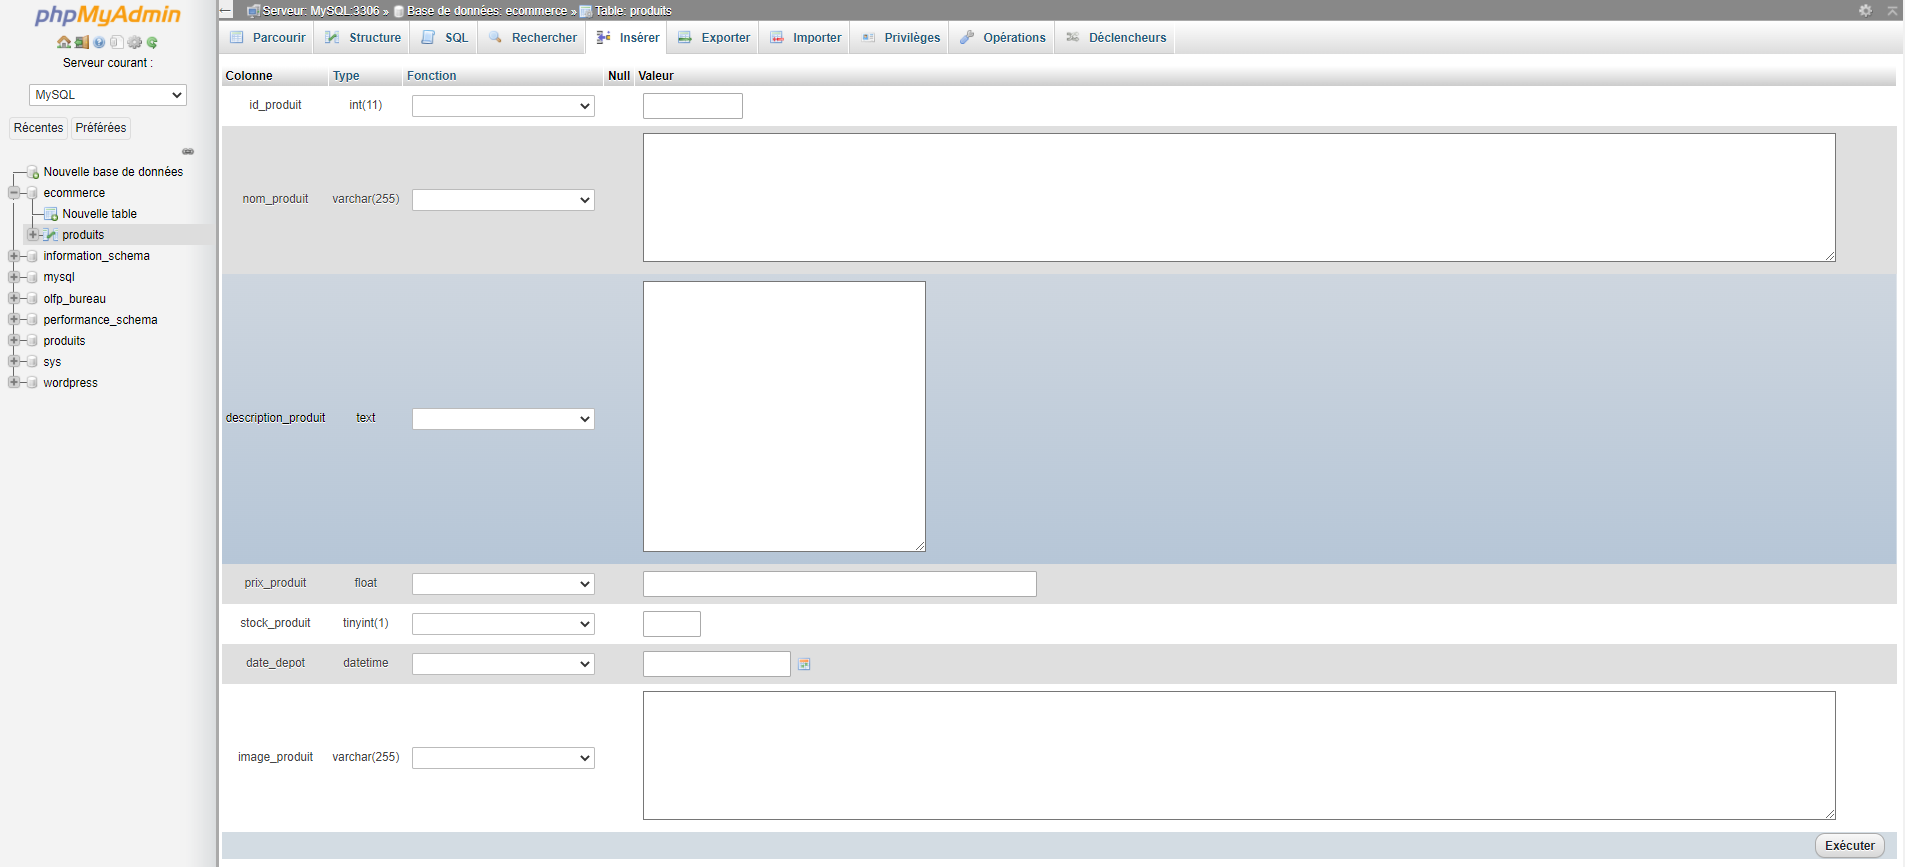 phpMyAdmin
Serveur courant :
MySQL
Récentes Préférées
Nouvelle base de données
ecommerce
Nouvelle table
produits
information_schema
mysql
olfp_bureau
performance_schema
produits
sys
wordpress
Serveur: MySQL:3306 » Base de données: ecommerce » Table: produits
Parcourir Structure SQL Rechercher Insérer Exporter Importer Privilèges Opérations Déclencheurs
Colonne Type Fonction Null Valeur
id_produit int(11)
nom_produit varchar(255)
description_produit text
prix_produit float
stock_produit tinyint(1)
date_depot datetime
image_produit varchar(255)
Exécuter